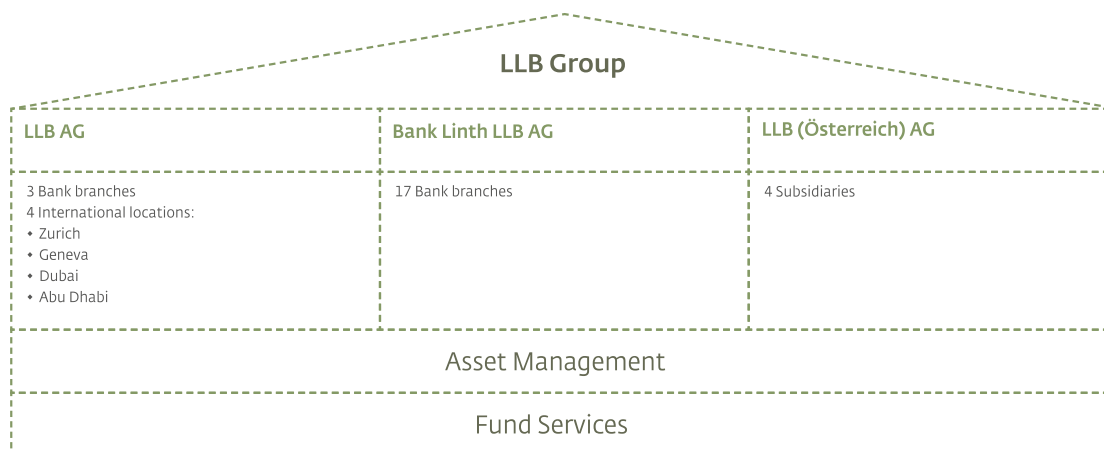 LLB Group
LLB AG
Bank Linth LLB AG
LLB (Österreich) AG
3 Bank branches
4 International locations:
• Zurich
• Geneva
• Dubai
• Abu Dhabi
17 Bank branches
4 Subsidiaries
Asset Management
Fund Services